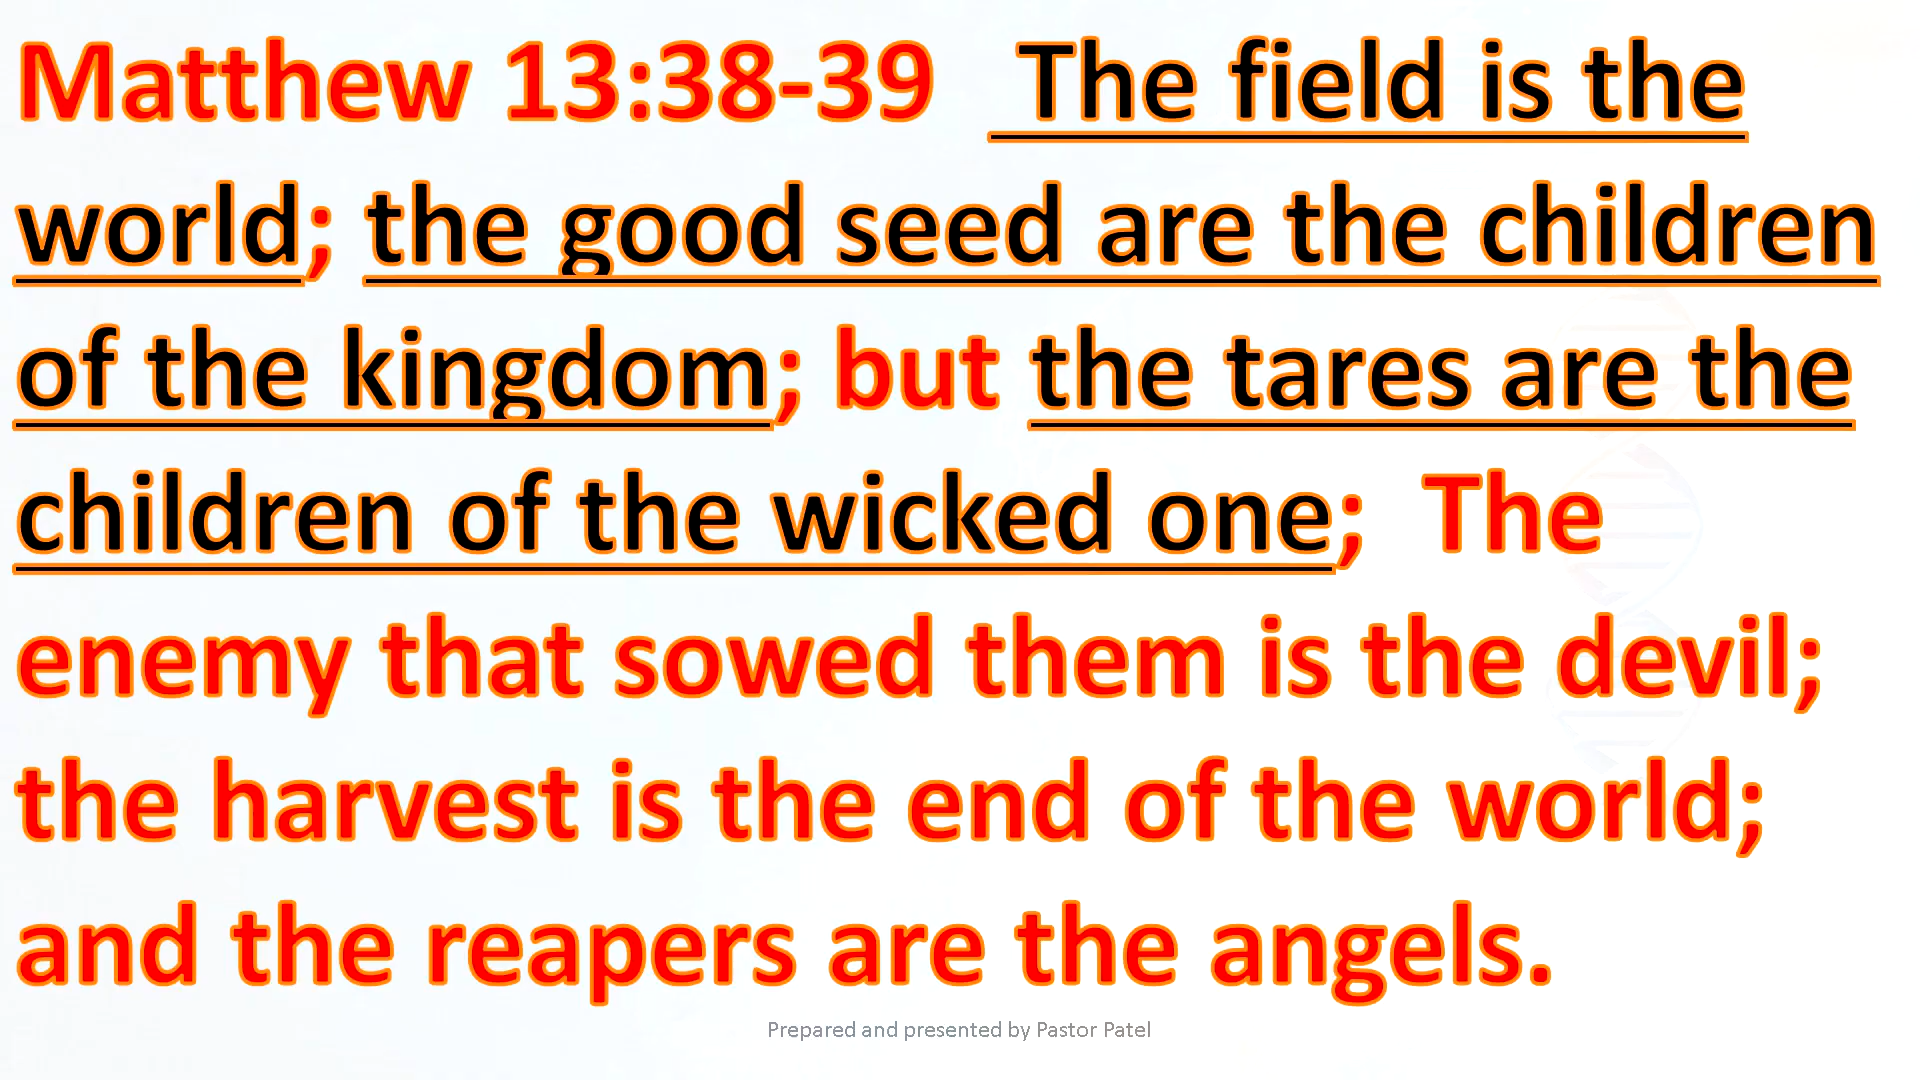 Matthew 13:38-39 The field is the
world; the good seed are the children
of the kingdom; but the tares are the
children of the wicked one; The
enemy that sowed them is the devil;
the harvest is the end of the world;
and the reapers are the angels.
Prepared and presented by Pastor Patel